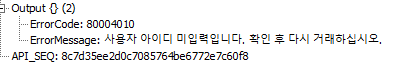 Output {} (2)
ErrorCode: 80004010
ErrorMessage: 사용자 아이디 미입력입니다. 확인 후 다시 거래하십시오.
API_SEQ: 8c7d35ee2d0c7085764be6772e7c60f8